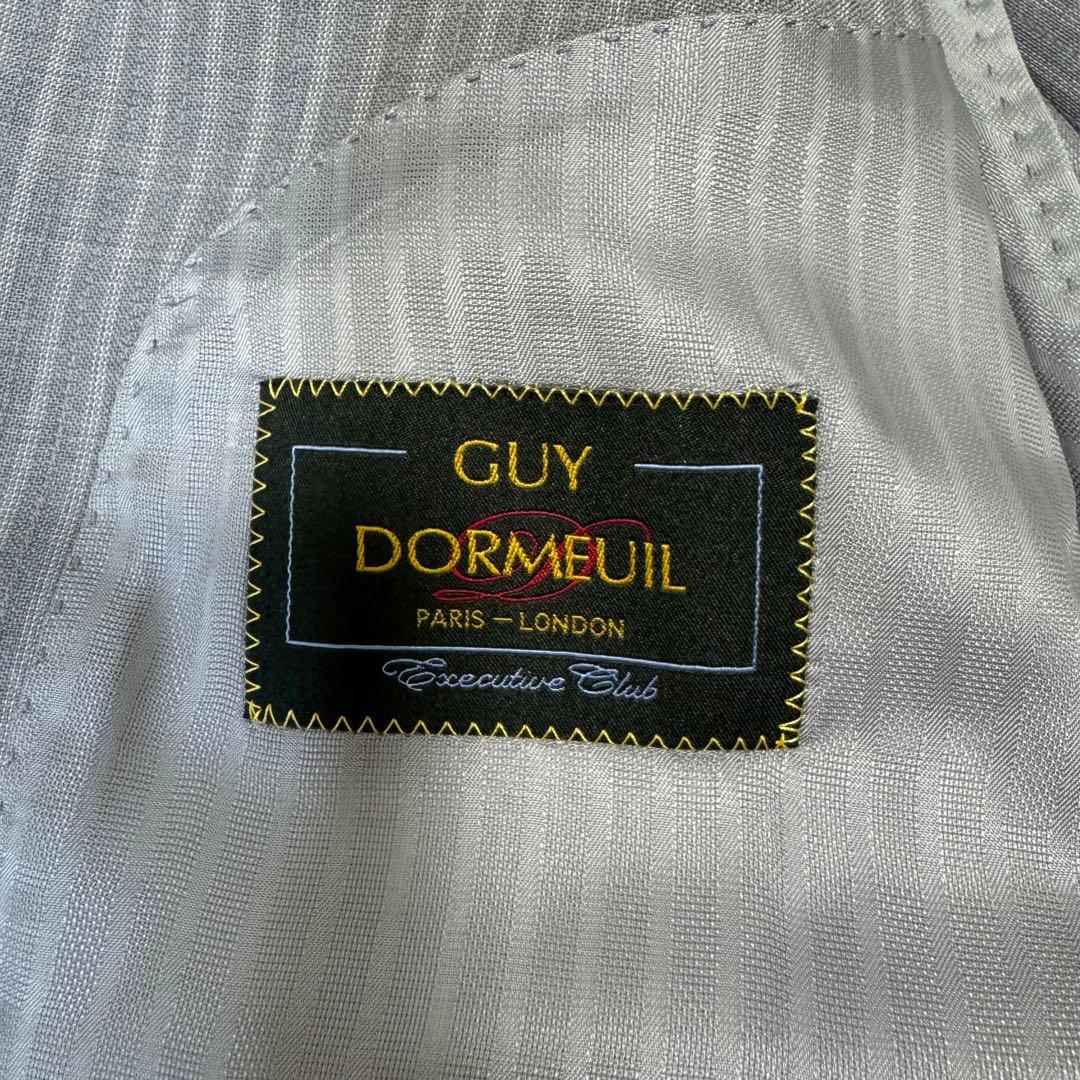 GUY
DORMEUIL
PARIS – LONDON
Executive Club